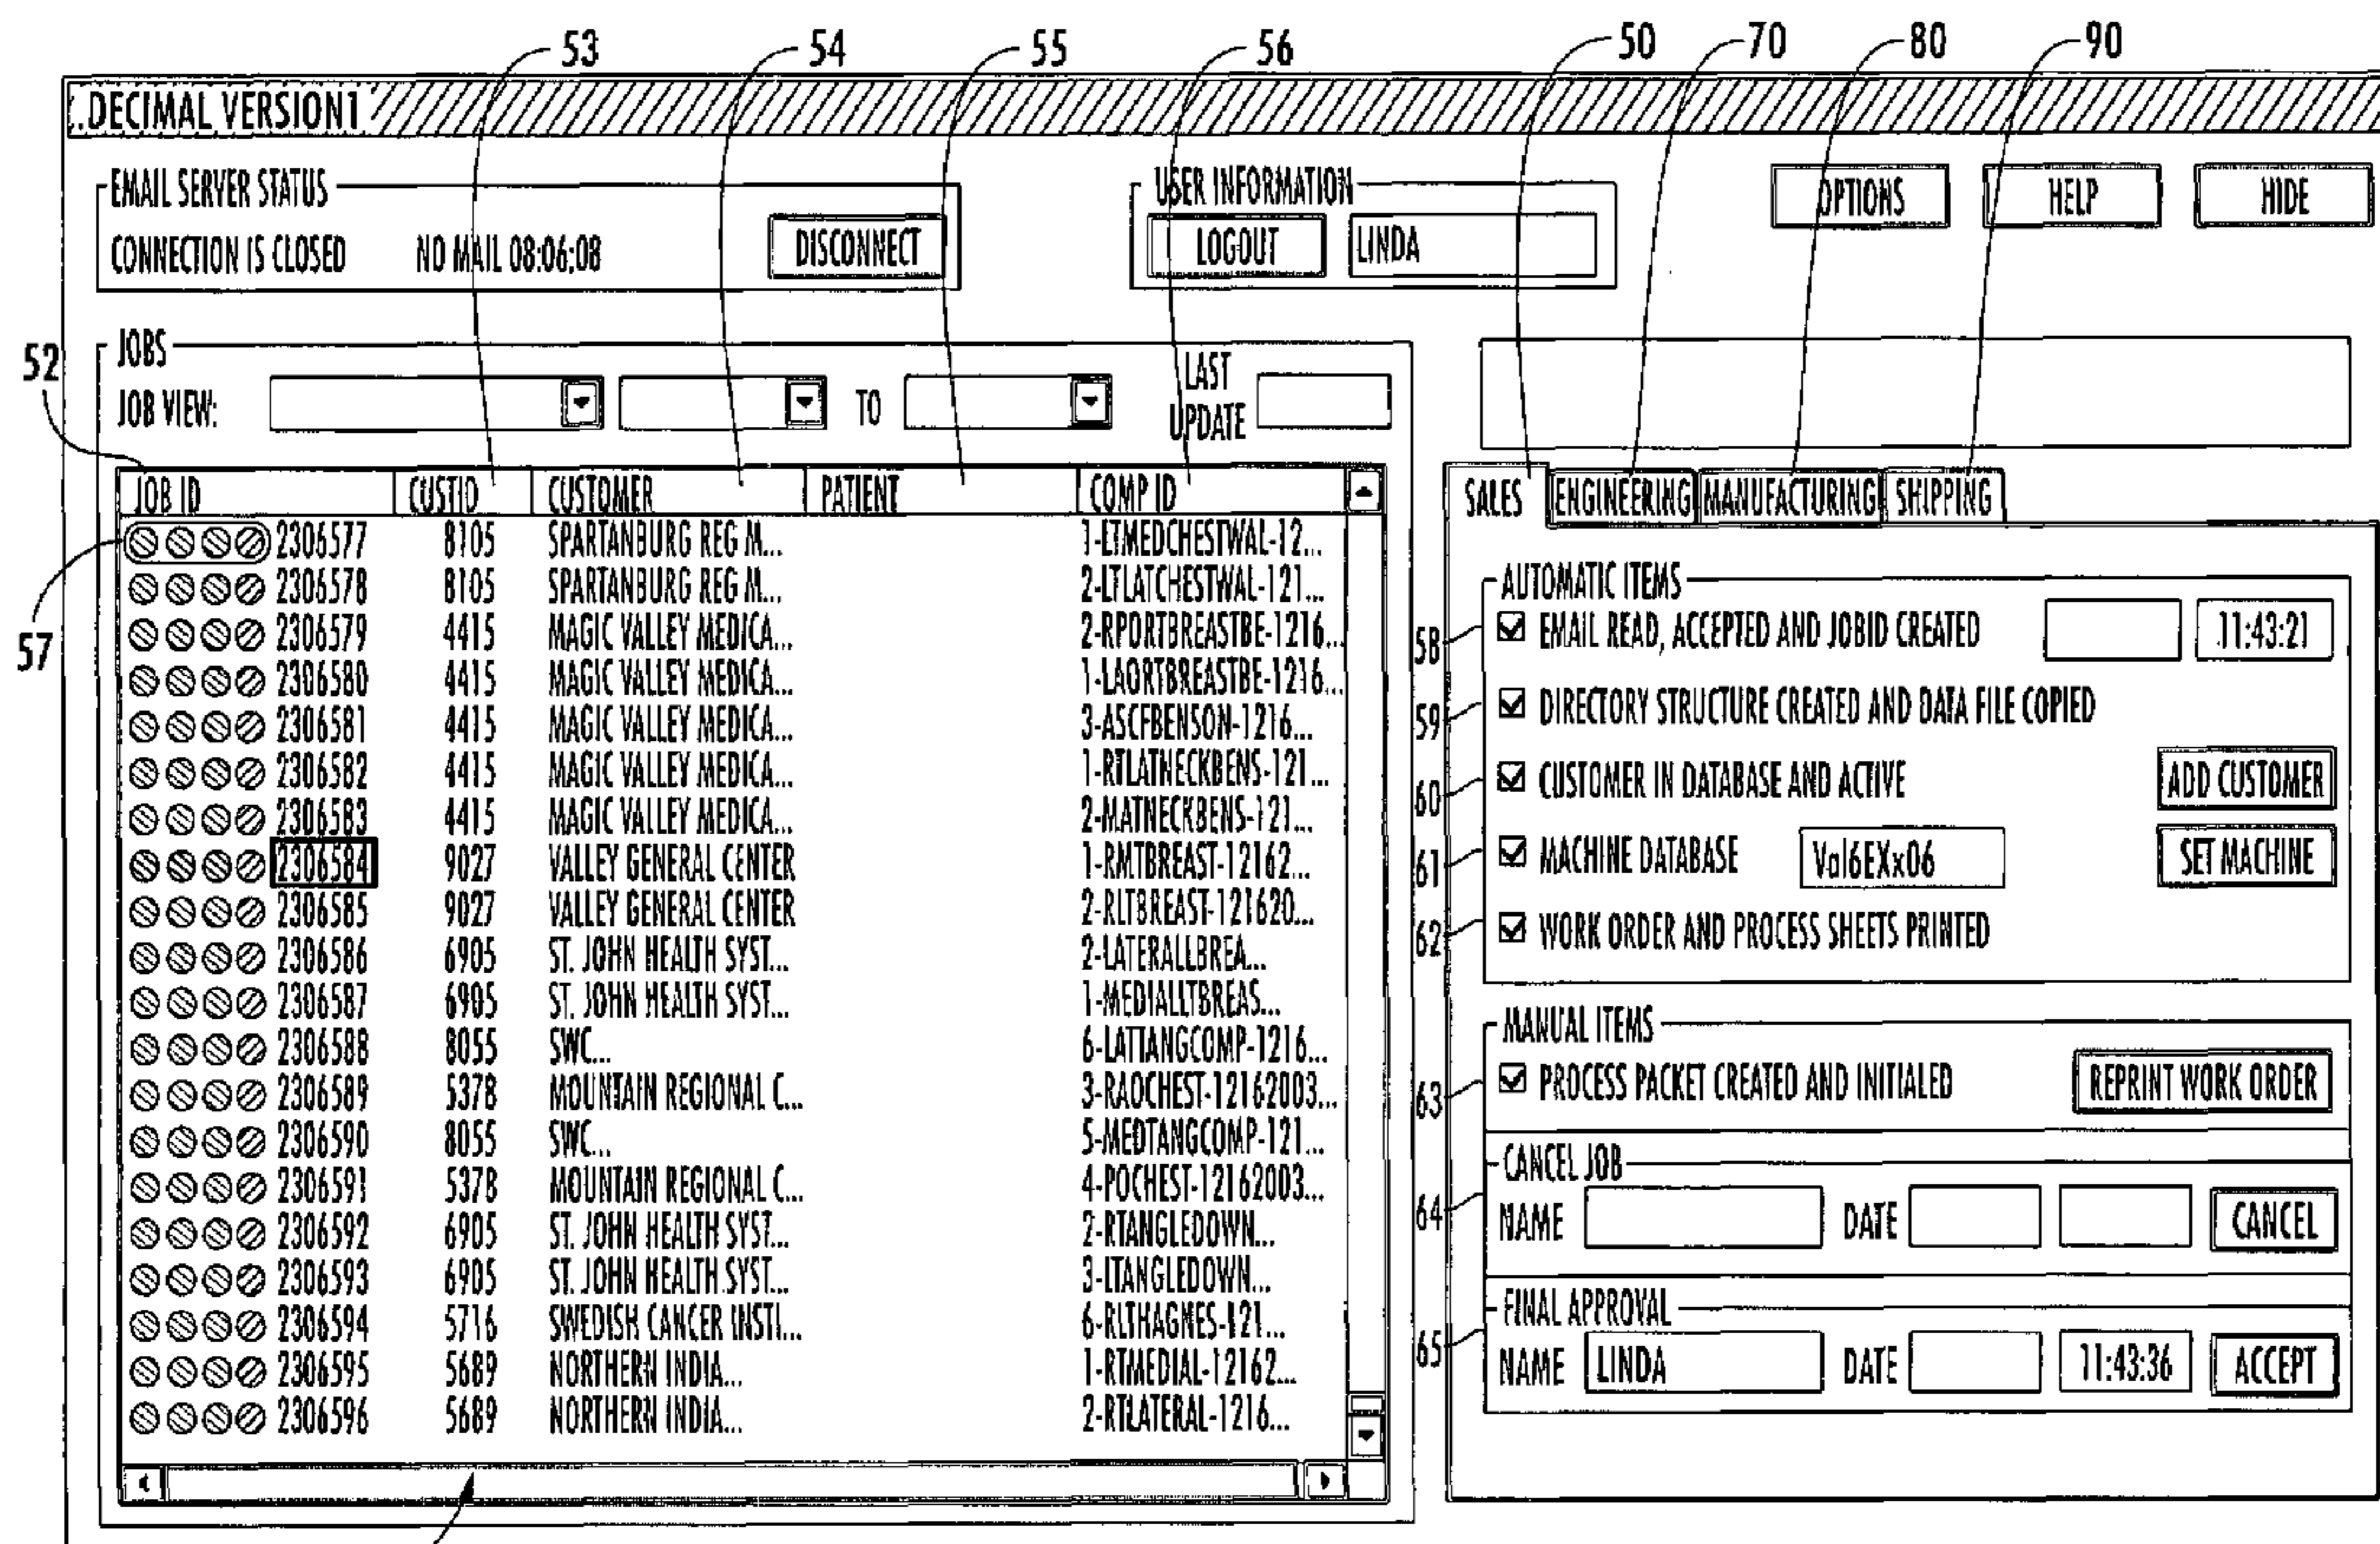 53 54 55 56 50 70 80 90
DECIMAL VERSION1
EMAIL SERVER STATUS
CONNECTION IS CLOSED NO MAIL 08:06:08 DISCONNECT
USER INFORMATION
LOGOUT LINDA
OPTIONS HELP HIDE
52
JOBS
JOB VIEW: TO LAST UPDATE
JOB ID CUSTID CUSTOMER PATIENT COMP ID
2306577 8105 SPARTANBURG REG M... 1-LTMEDCHESTWAL-12...
2306578 8105 SPARTANBURG REG M... 2-LTLATCHESTWAL-121...
2306579 4415 MAGIC VALLEY MEDICA... 2-RPORTBREASTBE-1216...
2306580 4415 MAGIC VALLEY MEDICA... 1-LAORTBREASTBE-1216...
2306581 4415 MAGIC VALLEY MEDICA... 3-ASCFBENSON-1216...
2306582 4415 MAGIC VALLEY MEDICA... 1-RTLATNECKBENS-121...
2306583 4415 MAGIC VALLEY MEDICA... 2-MATNECKBENS-121...
2306584 9027 VALLEY GENERAL CENTER 1-RMTBREAST-12162...
2306585 9027 VALLEY GENERAL CENTER 2-RLTBREAST-121620...
2306586 6905 ST. JOHN HEALTH SYST... 2-LATERALLBREA...
2306587 6905 ST. JOHN HEALTH SYST... 1-MEDIALLTBREAS...
2306588 8055 SWC... 6-LATTANGCOMP-1216...
2306589 5378 MOUNTAIN REGIONAL C... 3-RAOCHEST-12162003...
2306590 8055 SWC... 5-MEDTANGCOMP-121...
2306591 5378 MOUNTAIN REGIONAL C... 4-POCHEST-12162003...
2306592 6905 ST. JOHN HEALTH SYST... 2-RTANGLEDOWN...
2306593 6905 ST. JOHN HEALTH SYST... 3-LTANGLEDOWN...
2306594 5716 SWEDISH CANCER INSTI... 6-RLTHAGNES-121...
2306595 5689 NORTHERN INDIA... 1-RTMEDIAL-12162...
2306596 5689 NORTHERN INDIA... 2-RTLATERAL-1216...
57
SALES ENGINEERING MANUFACTURING SHIPPING
AUTOMATIC ITEMS
58 EMAIL READ, ACCEPTED AND JOBID CREATED 11:43:21
59 DIRECTORY STRUCTURE CREATED AND DATA FILE COPIED
60 CUSTOMER IN DATABASE AND ACTIVE ADD CUSTOMER
61 MACHINE DATABASE Val6EXx06 SET MACHINE
62 WORK ORDER AND PROCESS SHEETS PRINTED
MANUAL ITEMS
63 PROCESS PACKET CREATED AND INITIALED REPRINT WORK ORDER
CANCEL JOB
64 NAME DATE CANCEL
FINAL APPROVAL
65 NAME LINDA DATE 11:43:36 ACCEPT